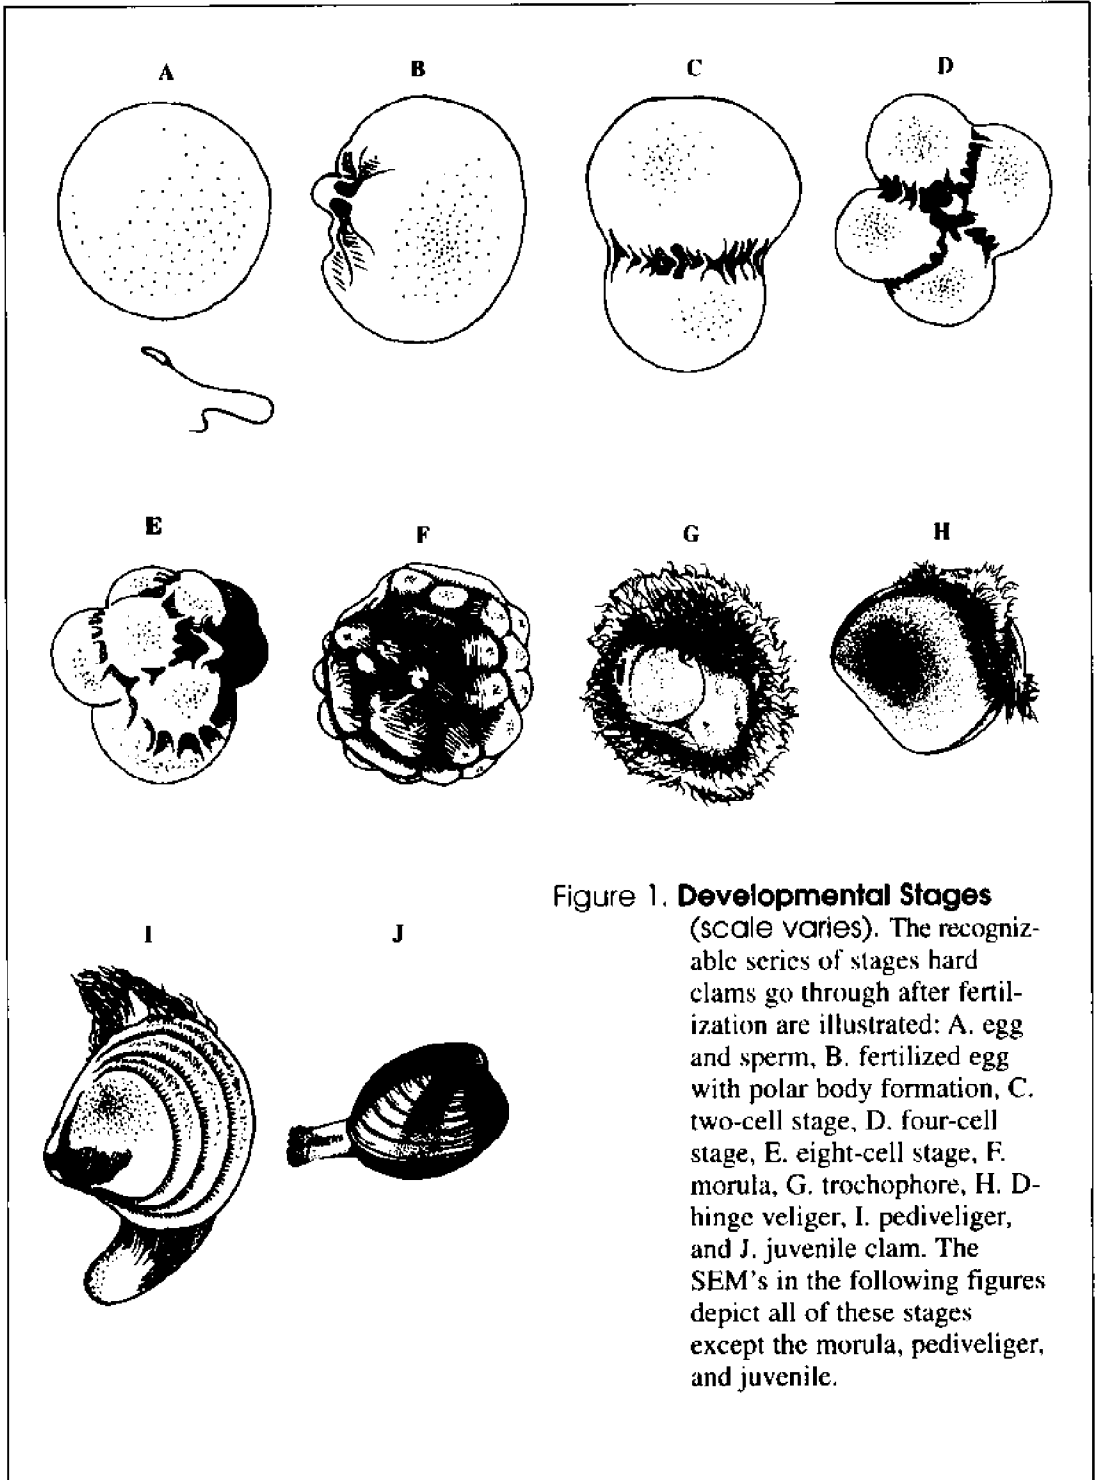 A
B
C
D
E
F
G
H
I
J
Figure 1. Developmental Stages
(scale varies). The recogniz-
able series of stages hard
clams go through after fertil-
ization are illustrated: A. egg
and sperm, B. fertilized egg
with polar body formation, C.
two-cell stage, D. four-cell
stage, E. eight-cell stage, F.
morula, G. trochophore, H. D-
hinge veliger, I. pediveliger,
and J. juvenile clam. The
SEM's in the following figures
depict all of these stages
except the morula, pediveliger,
and juvenile.